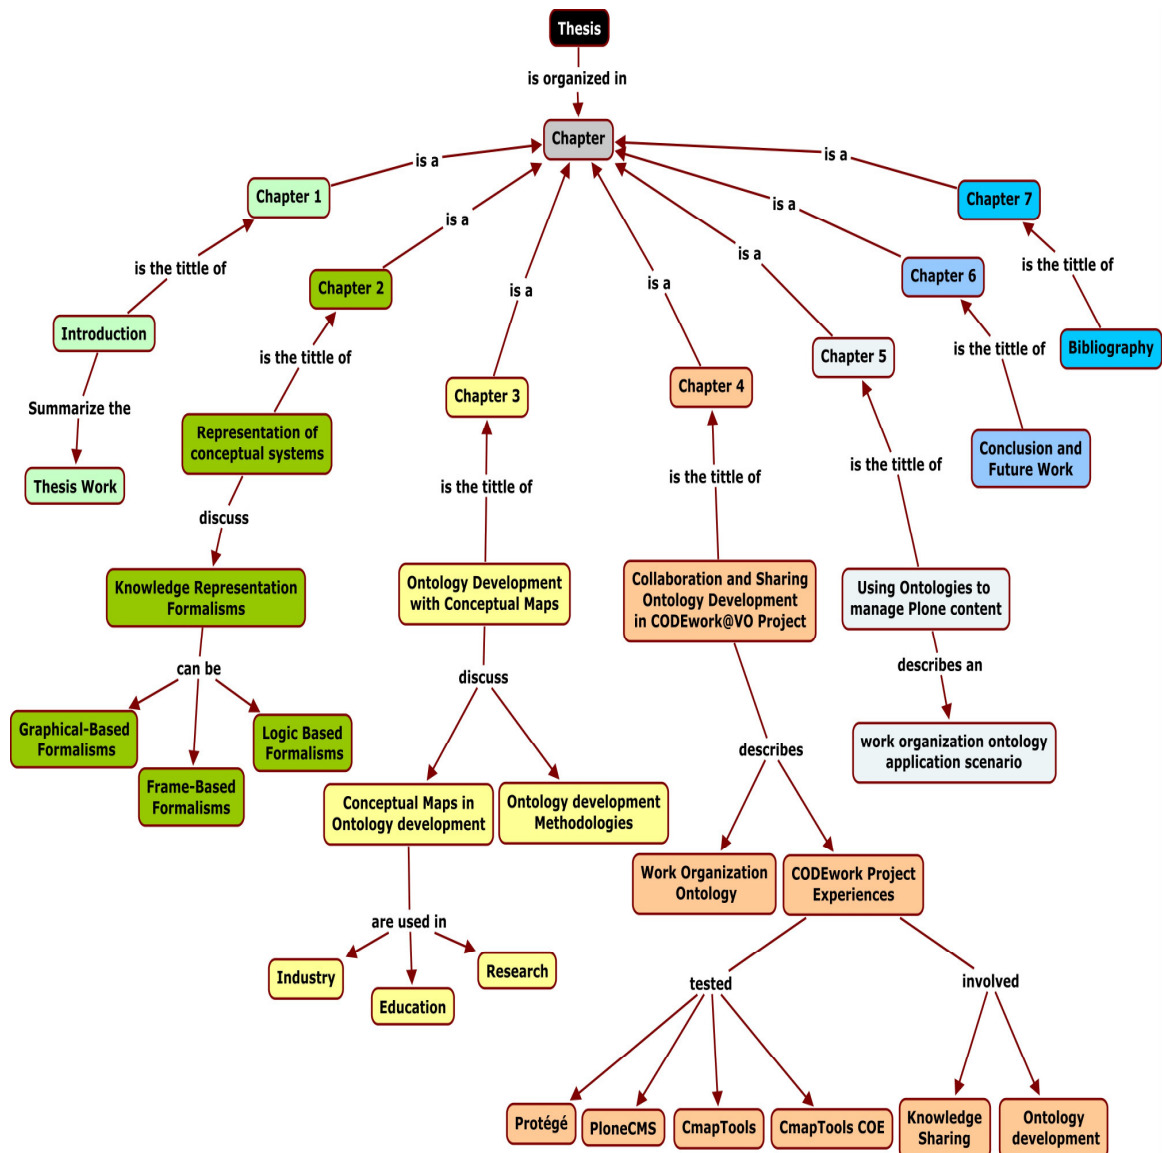 Thesis
is organized in
Chapter
is a
is a
is a
is a
is a
is a
is a
Chapter 1
is the tittle of
Introduction
Summarize the
Thesis Work
Chapter 2
is the tittle of
Representation of
conceptual systems
discuss
Knowledge Representation
Formalisms
can be
Graphical-Based
Formalisms
Frame-Based
Formalisms
Logic Based
Formalisms
Chapter 3
is the tittle of
Ontology Development
with Conceptual Maps
discuss
Conceptual Maps in
Ontology development
Ontology development
Methodologies
are used in
Industry
Education
Research
Chapter 4
is the tittle of
Collaboration and Sharing
Ontology Development
in CODEwork@VO Project
describes
Work Organization
Ontology
CODEwork Project
Experiences
tested
Protégé
PloneCMS
CmapTools
CmapTools COE
involved
Knowledge
Sharing
Ontology
development
Chapter 5
is the tittle of
Using Ontologies to
manage Plone content
describes an
work organization ontology
application scenario
Chapter 6
is the tittle of
Conclusion and
Future Work
Chapter 7
is the tittle of
Bibliography